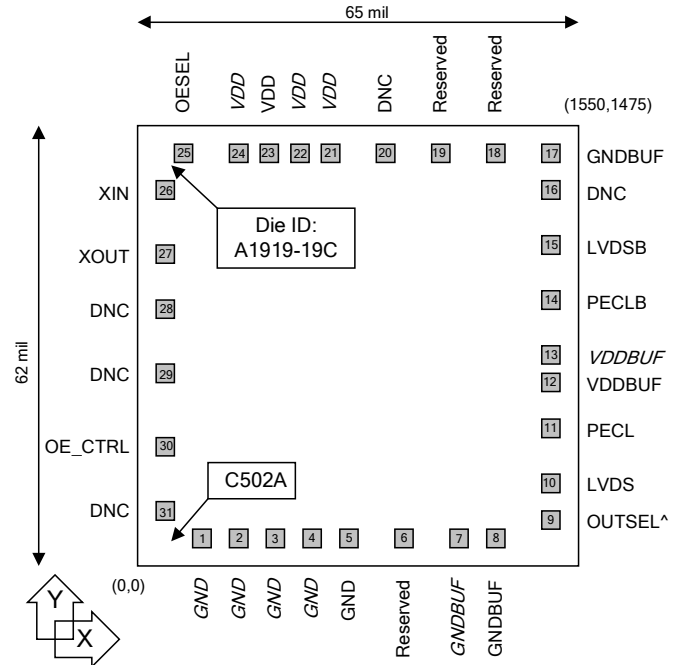 65 mil
OESEL
VDD
VDD
VDD
VDD
DNC
Reserved
Reserved
(1550,1475)
25
24
23
22
21
20
19
18
17
GNDBUF
XIN
26
16
DNC
Die ID:
A1919-19C
XOUT
27
15
LVDSB
DNC
28
14
PECLB
62 mil
13
VDDBUF
DNC
29
12
VDDBUF
11
PECL
OE_CTRL
30
C502A
10
LVDS
DNC
31
9
OUTSEL^
1
2
3
4
5
6
7
8
(0,0)
GND
GND
GND
GND
GND
Reserved
GNDBUF
GNDBUF
Y
X